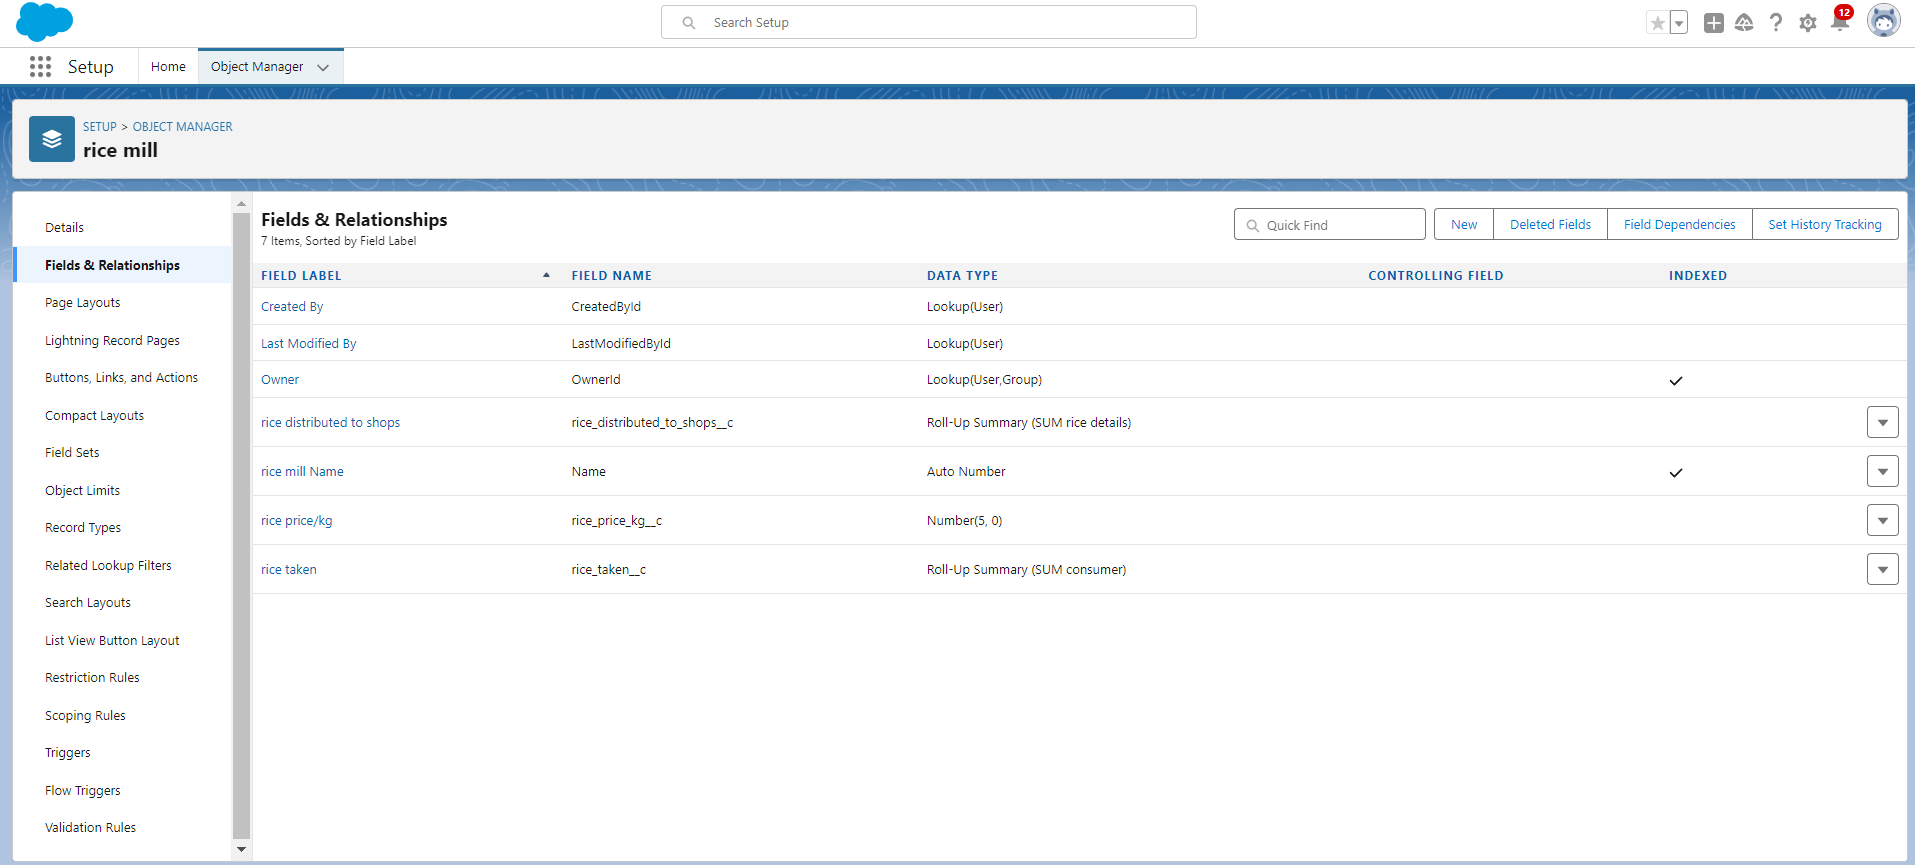 Search Setup
12
Setup
Home
Object Manager
SETUP > OBJECT MANAGER
rice mill
Details
Fields & Relationships
Page Layouts
Lightning Record Pages
Buttons, Links, and Actions
Compact Layouts
Field Sets
Object Limits
Record Types
Related Lookup Filters
Search Layouts
List View Button Layout
Restriction Rules
Scoping Rules
Triggers
Flow Triggers
Validation Rules
Fields & Relationships
7 Items, Sorted by Field Label
Quick Find
New
Deleted Fields
Field Dependencies
Set History Tracking
FIELD LABEL FIELD NAME DATA TYPE CONTROLLING FIELD INDEXED
Created By CreatedById Lookup(User)
Last Modified By LastModifiedById Lookup(User)
Owner OwnerId Lookup(User,Group)
rice distributed to shops rice_distributed_to_shops__c Roll-Up Summary (SUM rice details)
rice mill Name Name Auto Number
rice price/kg rice_price_kg__c Number(5, 0)
rice taken rice_taken__c Roll-Up Summary (SUM consumer)